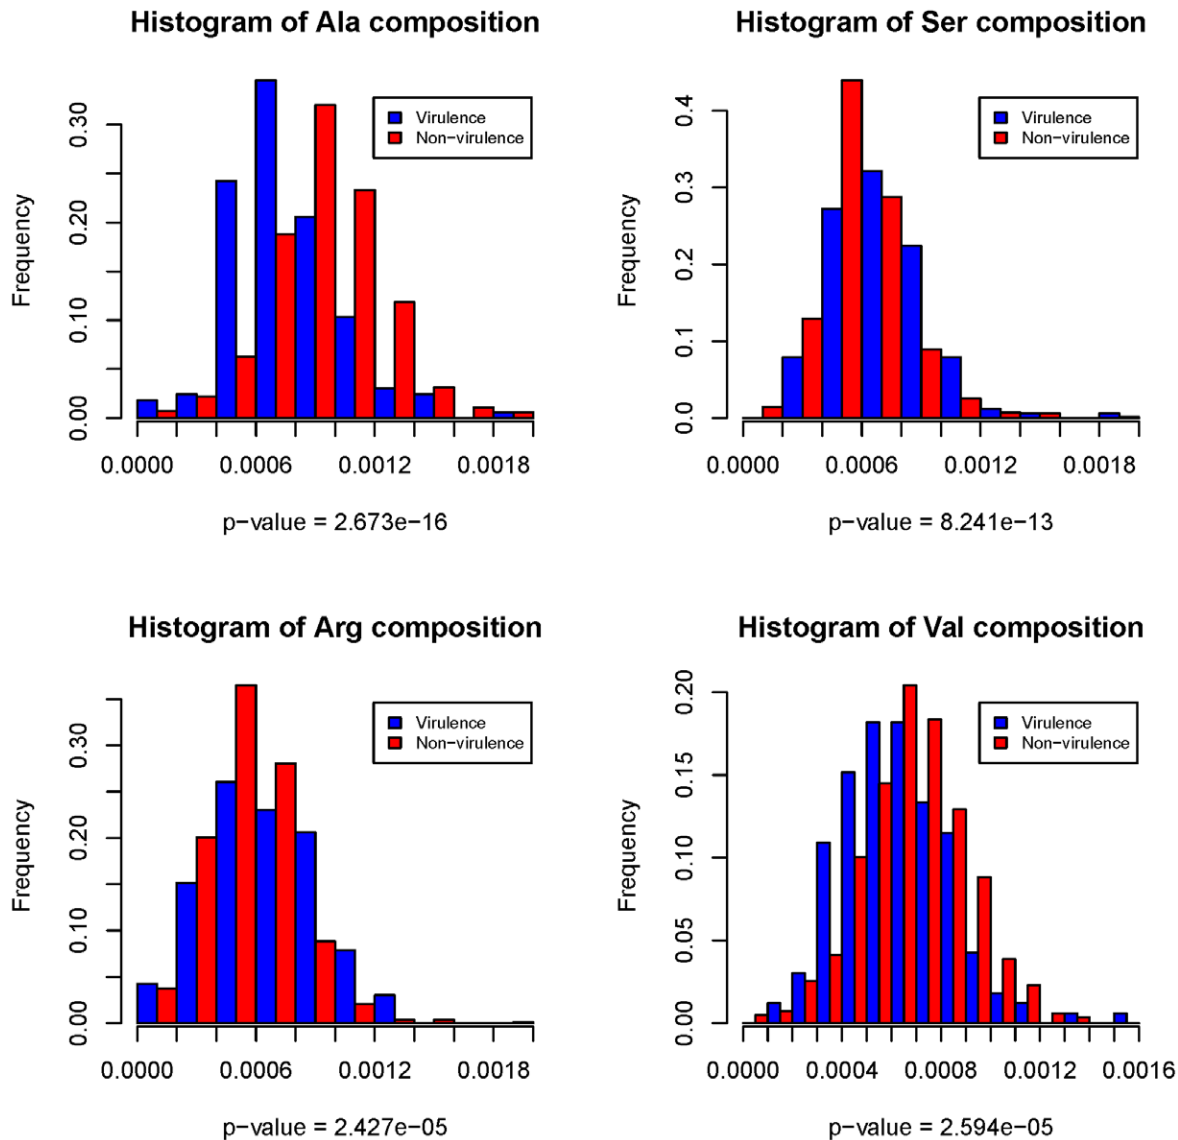 Histogram of Ala composition
Frequency
0.00 0.10 0.20 0.30
Virulence
Non−virulence
0.0000 0.0006 0.0012 0.0018
p−value = 2.673e−16
Histogram of Ser composition
Frequency
0.0 0.1 0.2 0.3 0.4
Virulence
Non−virulence
0.0000 0.0006 0.0012 0.0018
p−value = 8.241e−13
Histogram of Arg composition
Frequency
0.00 0.10 0.20 0.30
Virulence
Non−virulence
0.0000 0.0006 0.0012 0.0018
p−value = 2.427e−05
Histogram of Val composition
Frequency
0.00 0.05 0.10 0.15 0.20
Virulence
Non−virulence
0.0000 0.0004 0.0008 0.0012 0.0016
p−value = 2.594e−05